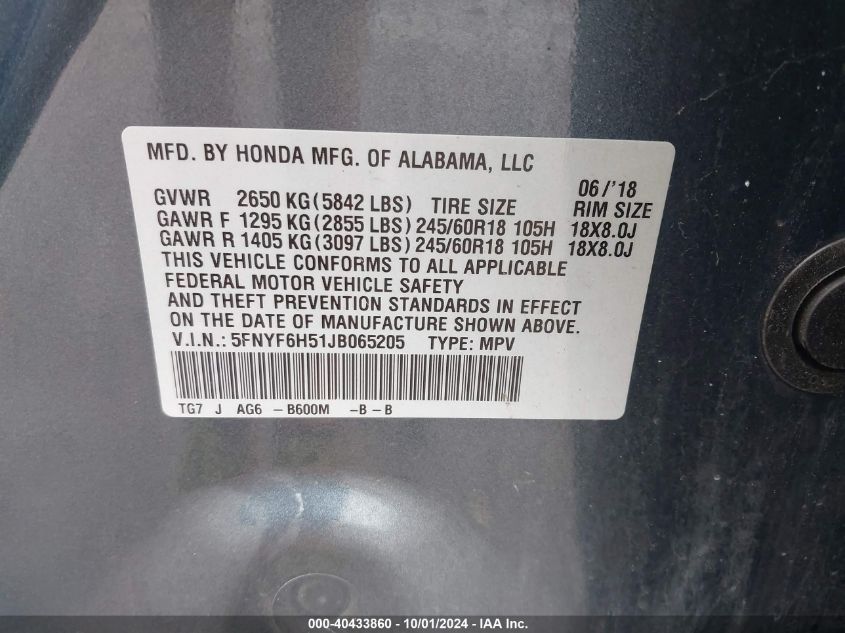 MFD. BY HONDA MFG. OF ALABAMA, LLC
06/'18
GVWR 2650 KG(5842 LBS) TIRE SIZE RIM SIZE
GAWR F 1295 KG(2855 LBS)245/60R18 105H 18X8.0J
GAWR R 1405 KG(3097 LBS)245/60R18 105H 18X8.0J
THIS VEHICLE CONFORMS TO ALL APPLICABLE
FEDERAL MOTOR VEHICLE SAFETY
AND THEFT PREVENTION STANDARDS IN EFFECT
ON THE DATE OF MANUFACTURE SHOWN ABOVE.
V.I.N.: 5FNYF6H51JB065205 TYPE: MPV
TG7 J AG6 -B600M -B-B
000-40433860 - 10/01/2024 - IAA Inc.